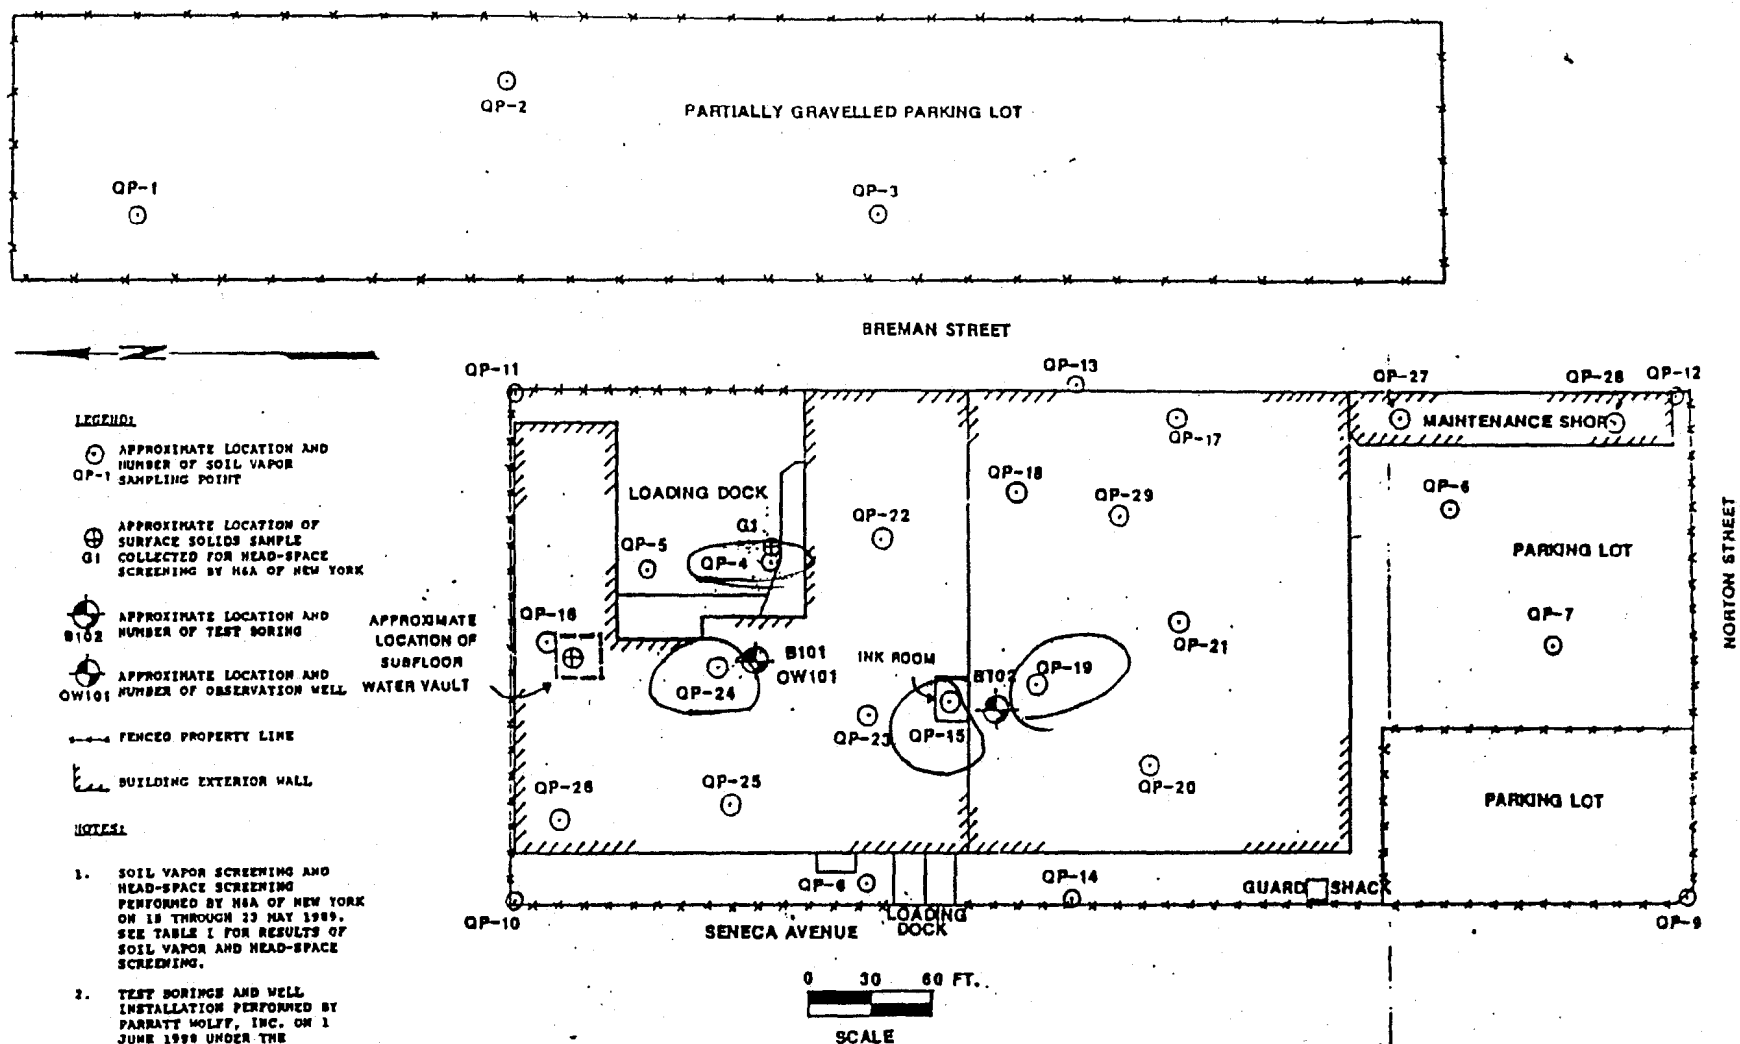 QP-2
PARTIALLY GRAVELLED PARKING LOT
QP-1
QP-3
BREMAN STREET
N
QP-11
QP-13
QP-27
QP-28
QP-12
MAINTENANCE SHOP
QP-17
QP-18
QP-29
QP-6
LOADING DOCK
G1
QP-22
QP-5
QP-4
PARKING LOT
NORTON STREET
QP-16
QP-7
APPROXIMATE
LOCATION OF
SUBFLOOR
WATER VAULT
B101
OW101
INK ROOM
B102
QP-19
QP-21
QP-24
QP-23
QP-15
QP-26
QP-25
QP-20
PARKING LOT
QP-14
GUARD SHACK
QP-10
LOADING
DOCK
SENECA AVENUE
QP-9
0 30 60 FT.
SCALE
LEGEND:
APPROXIMATE LOCATION AND
NUMBER OF SOIL VAPOR
QP-1 SAMPLING POINT
APPROXIMATE LOCATION OF
SURFACE SOLIDS SAMPLE
G1 COLLECTED FOR HEAD-SPACE
SCREENING BY H&A OF NEW YORK
APPROXIMATE LOCATION AND
B102 NUMBER OF TEST BORING
APPROXIMATE LOCATION AND
OW101 NUMBER OF OBSERVATION WELL
FENCED PROPERTY LINE
BUILDING EXTERIOR WALL
NOTES:
1. SOIL VAPOR SCREENING AND
HEAD-SPACE SCREENING
PERFORMED BY H&A OF NEW YORK
ON 18 THROUGH 23 MAY 1989.
SEE TABLE I FOR RESULTS OF
SOIL VAPOR AND HEAD-SPACE
SCREENING.
2. TEST BORINGS AND WELL
INSTALLATION PERFORMED BY
PARRATT WOLFF, INC. ON 1
JUNE UNDER THE